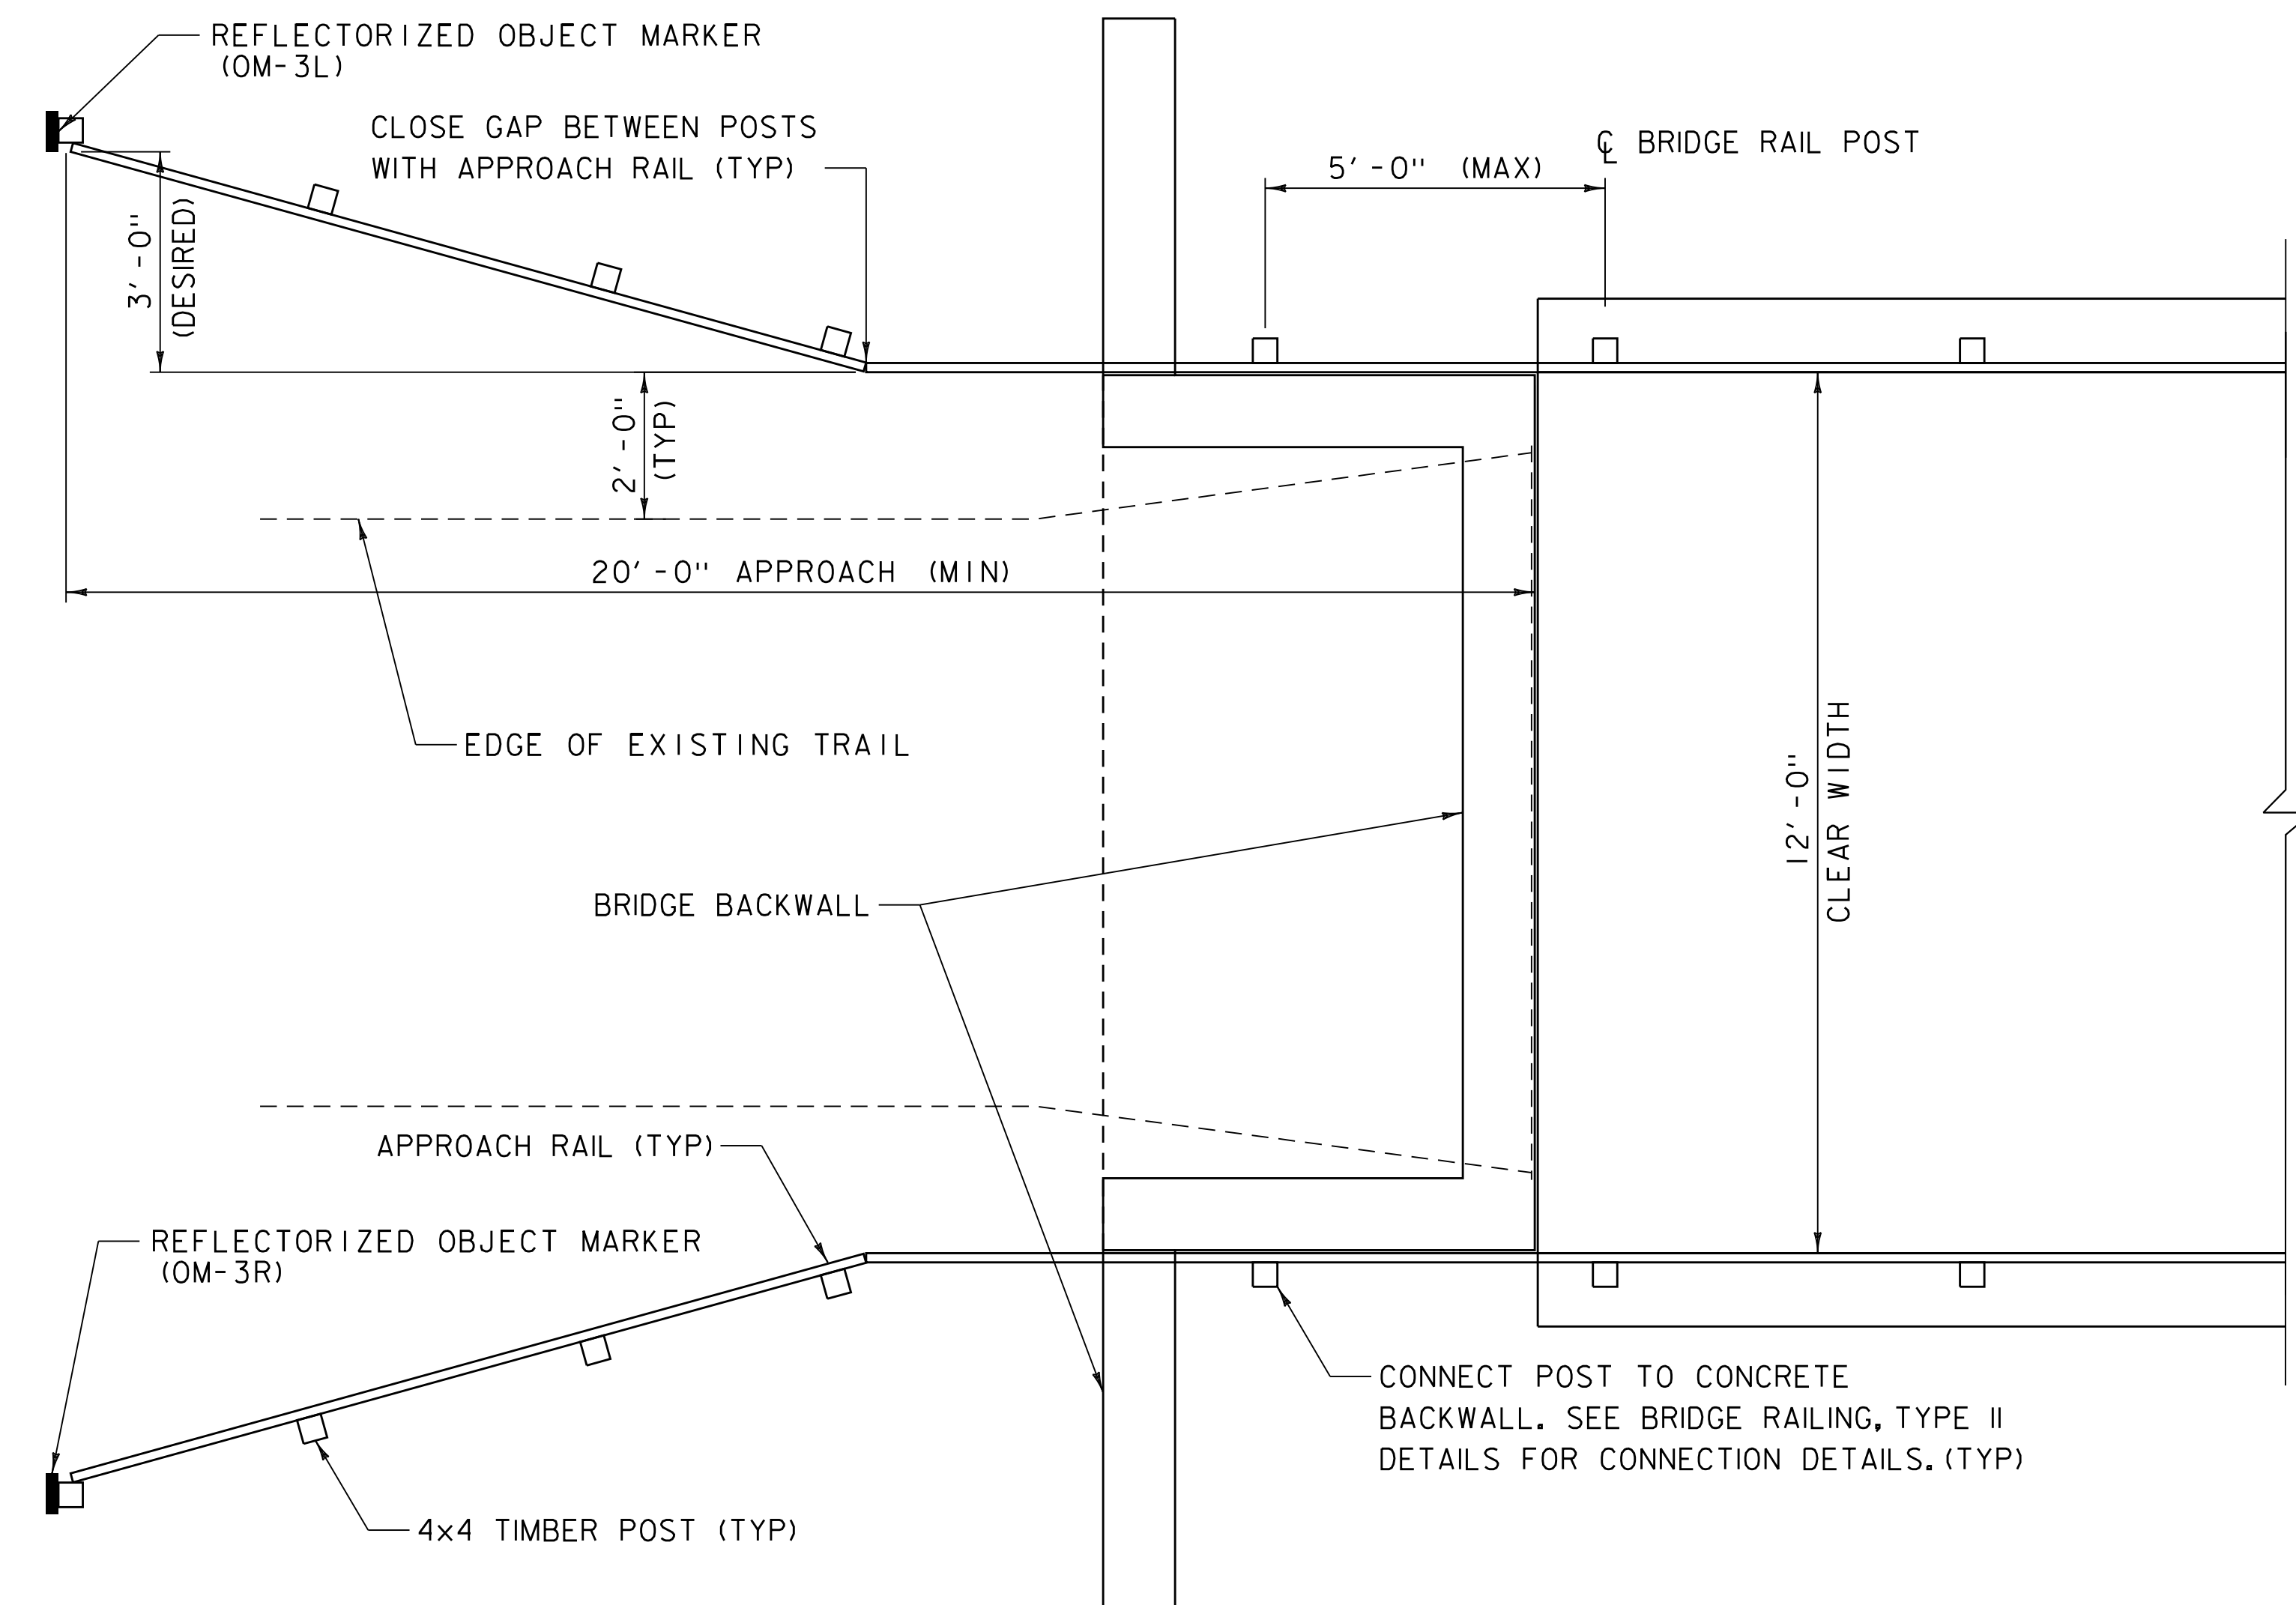 REFLECTORIZED OBJECT MARKER
(OM-3L)
CLOSE GAP BETWEEN POSTS
WITH APPROACH RAIL (TYP)
℄ BRIDGE RAIL POST
5'-0" (MAX)
3'-0"
(DESIRED)
2'-0"
(TYP)
20'-0" APPROACH (MIN)
EDGE OF EXISTING TRAIL
12'-0"
CLEAR WIDTH
BRIDGE BACKWALL
APPROACH RAIL (TYP)
REFLECTORIZED OBJECT MARKER
(OM-3R)
CONNECT POST TO CONCRETE
BACKWALL. SEE BRIDGE RAILING, TYPE II
DETAILS FOR CONNECTION DETAILS. (TYP)
4x4 TIMBER POST (TYP)